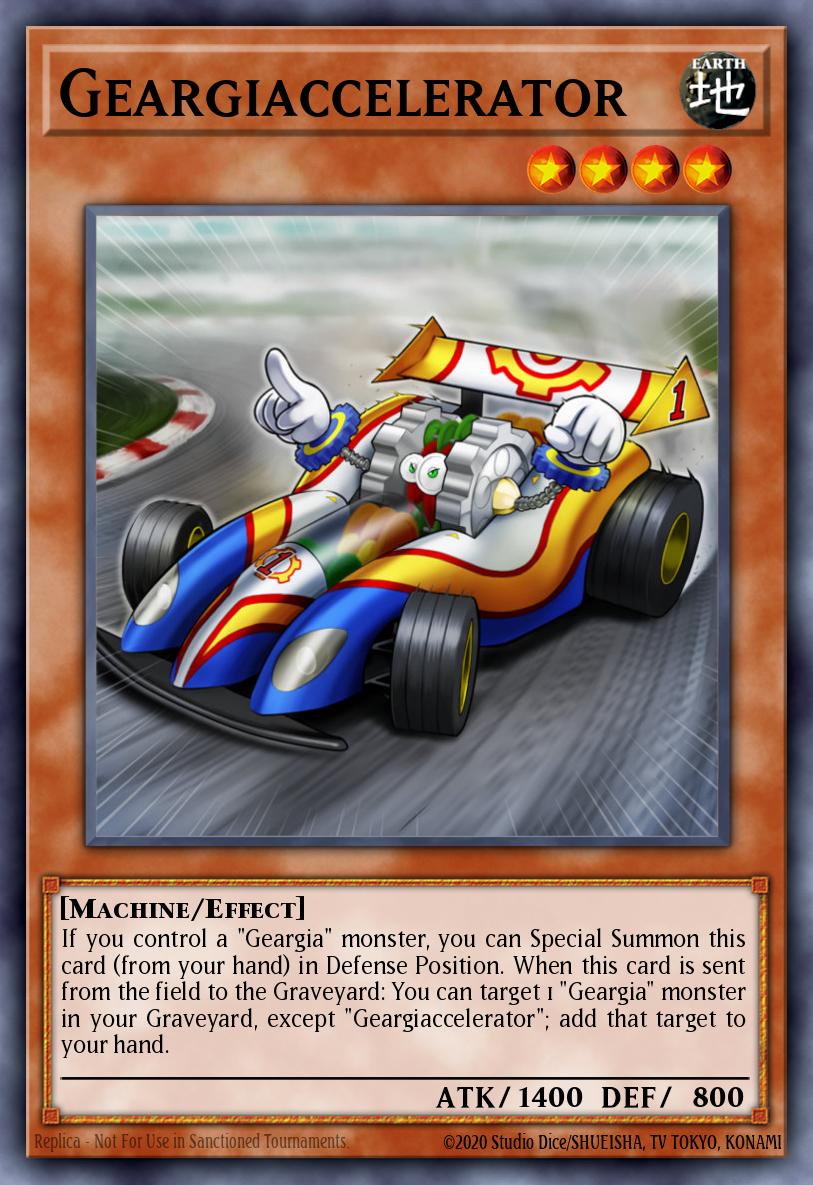 Geargiaccelerator
EARTH
地
1
1
[Machine/Effect]
If you control a "Geargia" monster, you can Special Summon this
card (from your hand) in Defense Position. When this card is sent
from the field to the Graveyard: You can target 1 "Geargia" monster
in your Graveyard, except "Geargiaccelerator"; add that target to
your hand.
ATK/ 1400 DEF/ 800
Replica - Not For Use in Sanctioned Tournaments.
©2020 Studio Dice/SHUEISHA, TV TOKYO, KONAMI